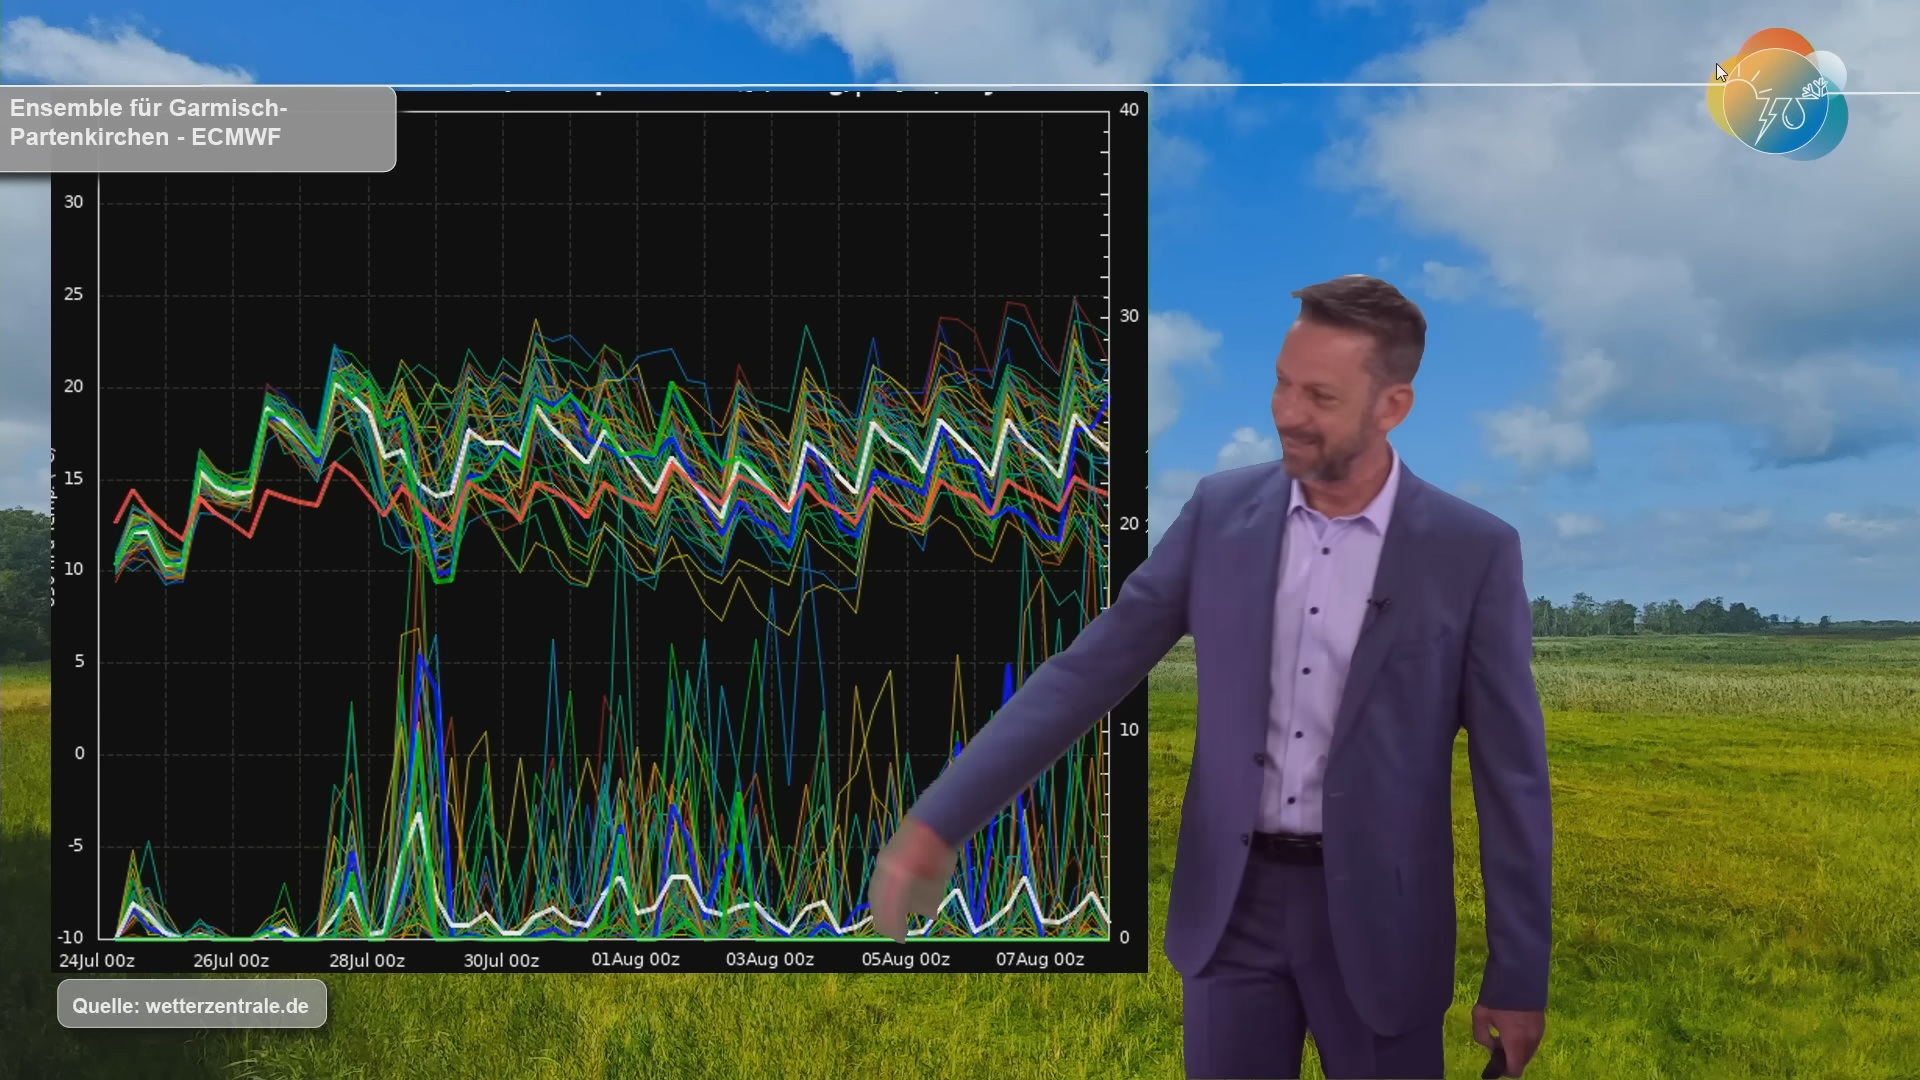 Ensemble für Garmisch-
Partenkirchen - ECMWF
40
30
25
30
20
15
20
10
5
10
0
-5
-10
0
24Jul 00z
26Jul 00z
28Jul 00z
30Jul 00z
01Aug 00z
03Aug 00z
05Aug 00z
07Aug 00z
Quelle: wetterzentrale.de